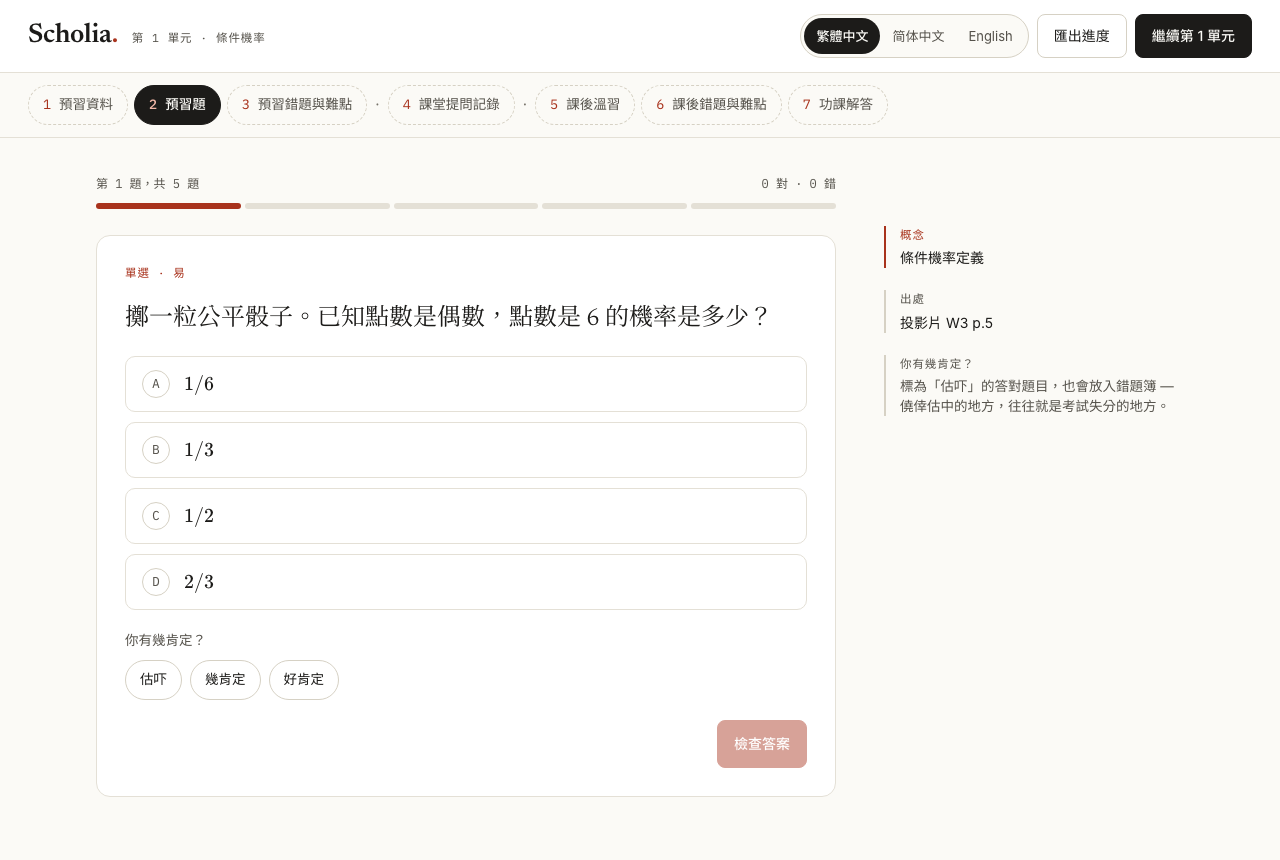 Scholia. 第 1 單元 · 條件機率
繁體中文 简体中文 English 匯出進度 繼續第 1 單元
1 預習資料 2 預習題 3 預習錯題與難點 · 4 課堂提問記錄 · 5 課後溫習 6 課後錯題與難點 7 功課解答
第 1 題，共 5 題 0 對 · 0 錯
單選 · 易
擲一粒公平骰子。已知點數是偶數，點數是 6 的機率是多少？
A 1/6
B 1/3
C 1/2
D 2/3
你有幾肯定？
估吓 幾肯定 好肯定
檢查答案
概念
條件機率定義
出處
投影片 W3 p.5
你有幾肯定？
標為「估吓」的答對題目，也會放入錯題簿 —
僥倖估中的地方，往往就是考試失分的地方。